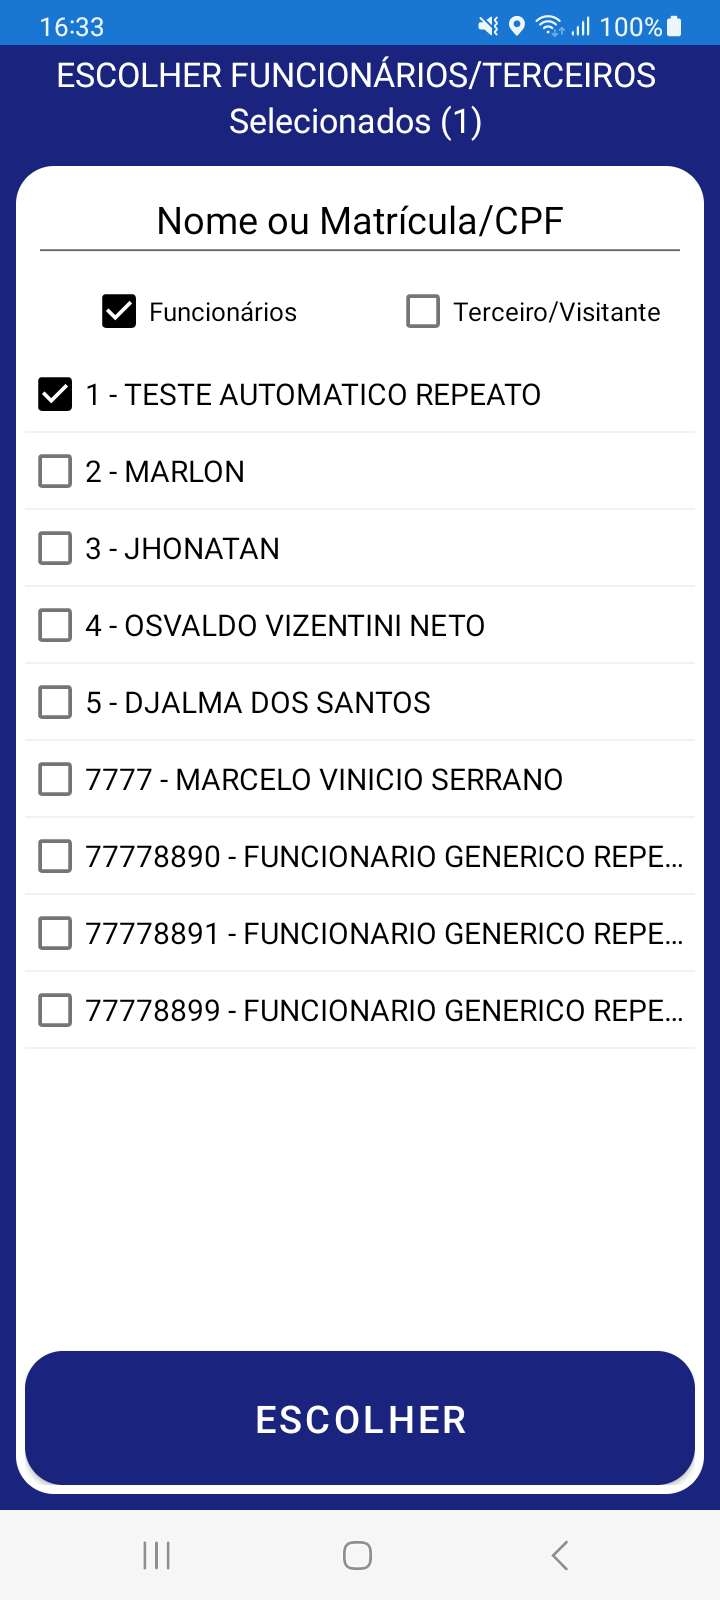 16:33 100%
ESCOLHER FUNCIONÁRIOS/TERCEIROS
Selecionados (1)
Nome ou Matrícula/CPF
Funcionários Terceiro/Visitante
1 - TESTE AUTOMATICO REPEATO
2 - MARLON
3 - JHONATAN
4 - OSVALDO VIZENTINI NETO
5 - DJALMA DOS SANTOS
7777 - MARCELO VINICIO SERRANO
77778890 - FUNCIONARIO GENERICO REPE...
77778891 - FUNCIONARIO GENERICO REPE...
77778899 - FUNCIONARIO GENERICO REPE...
ESCOLHER